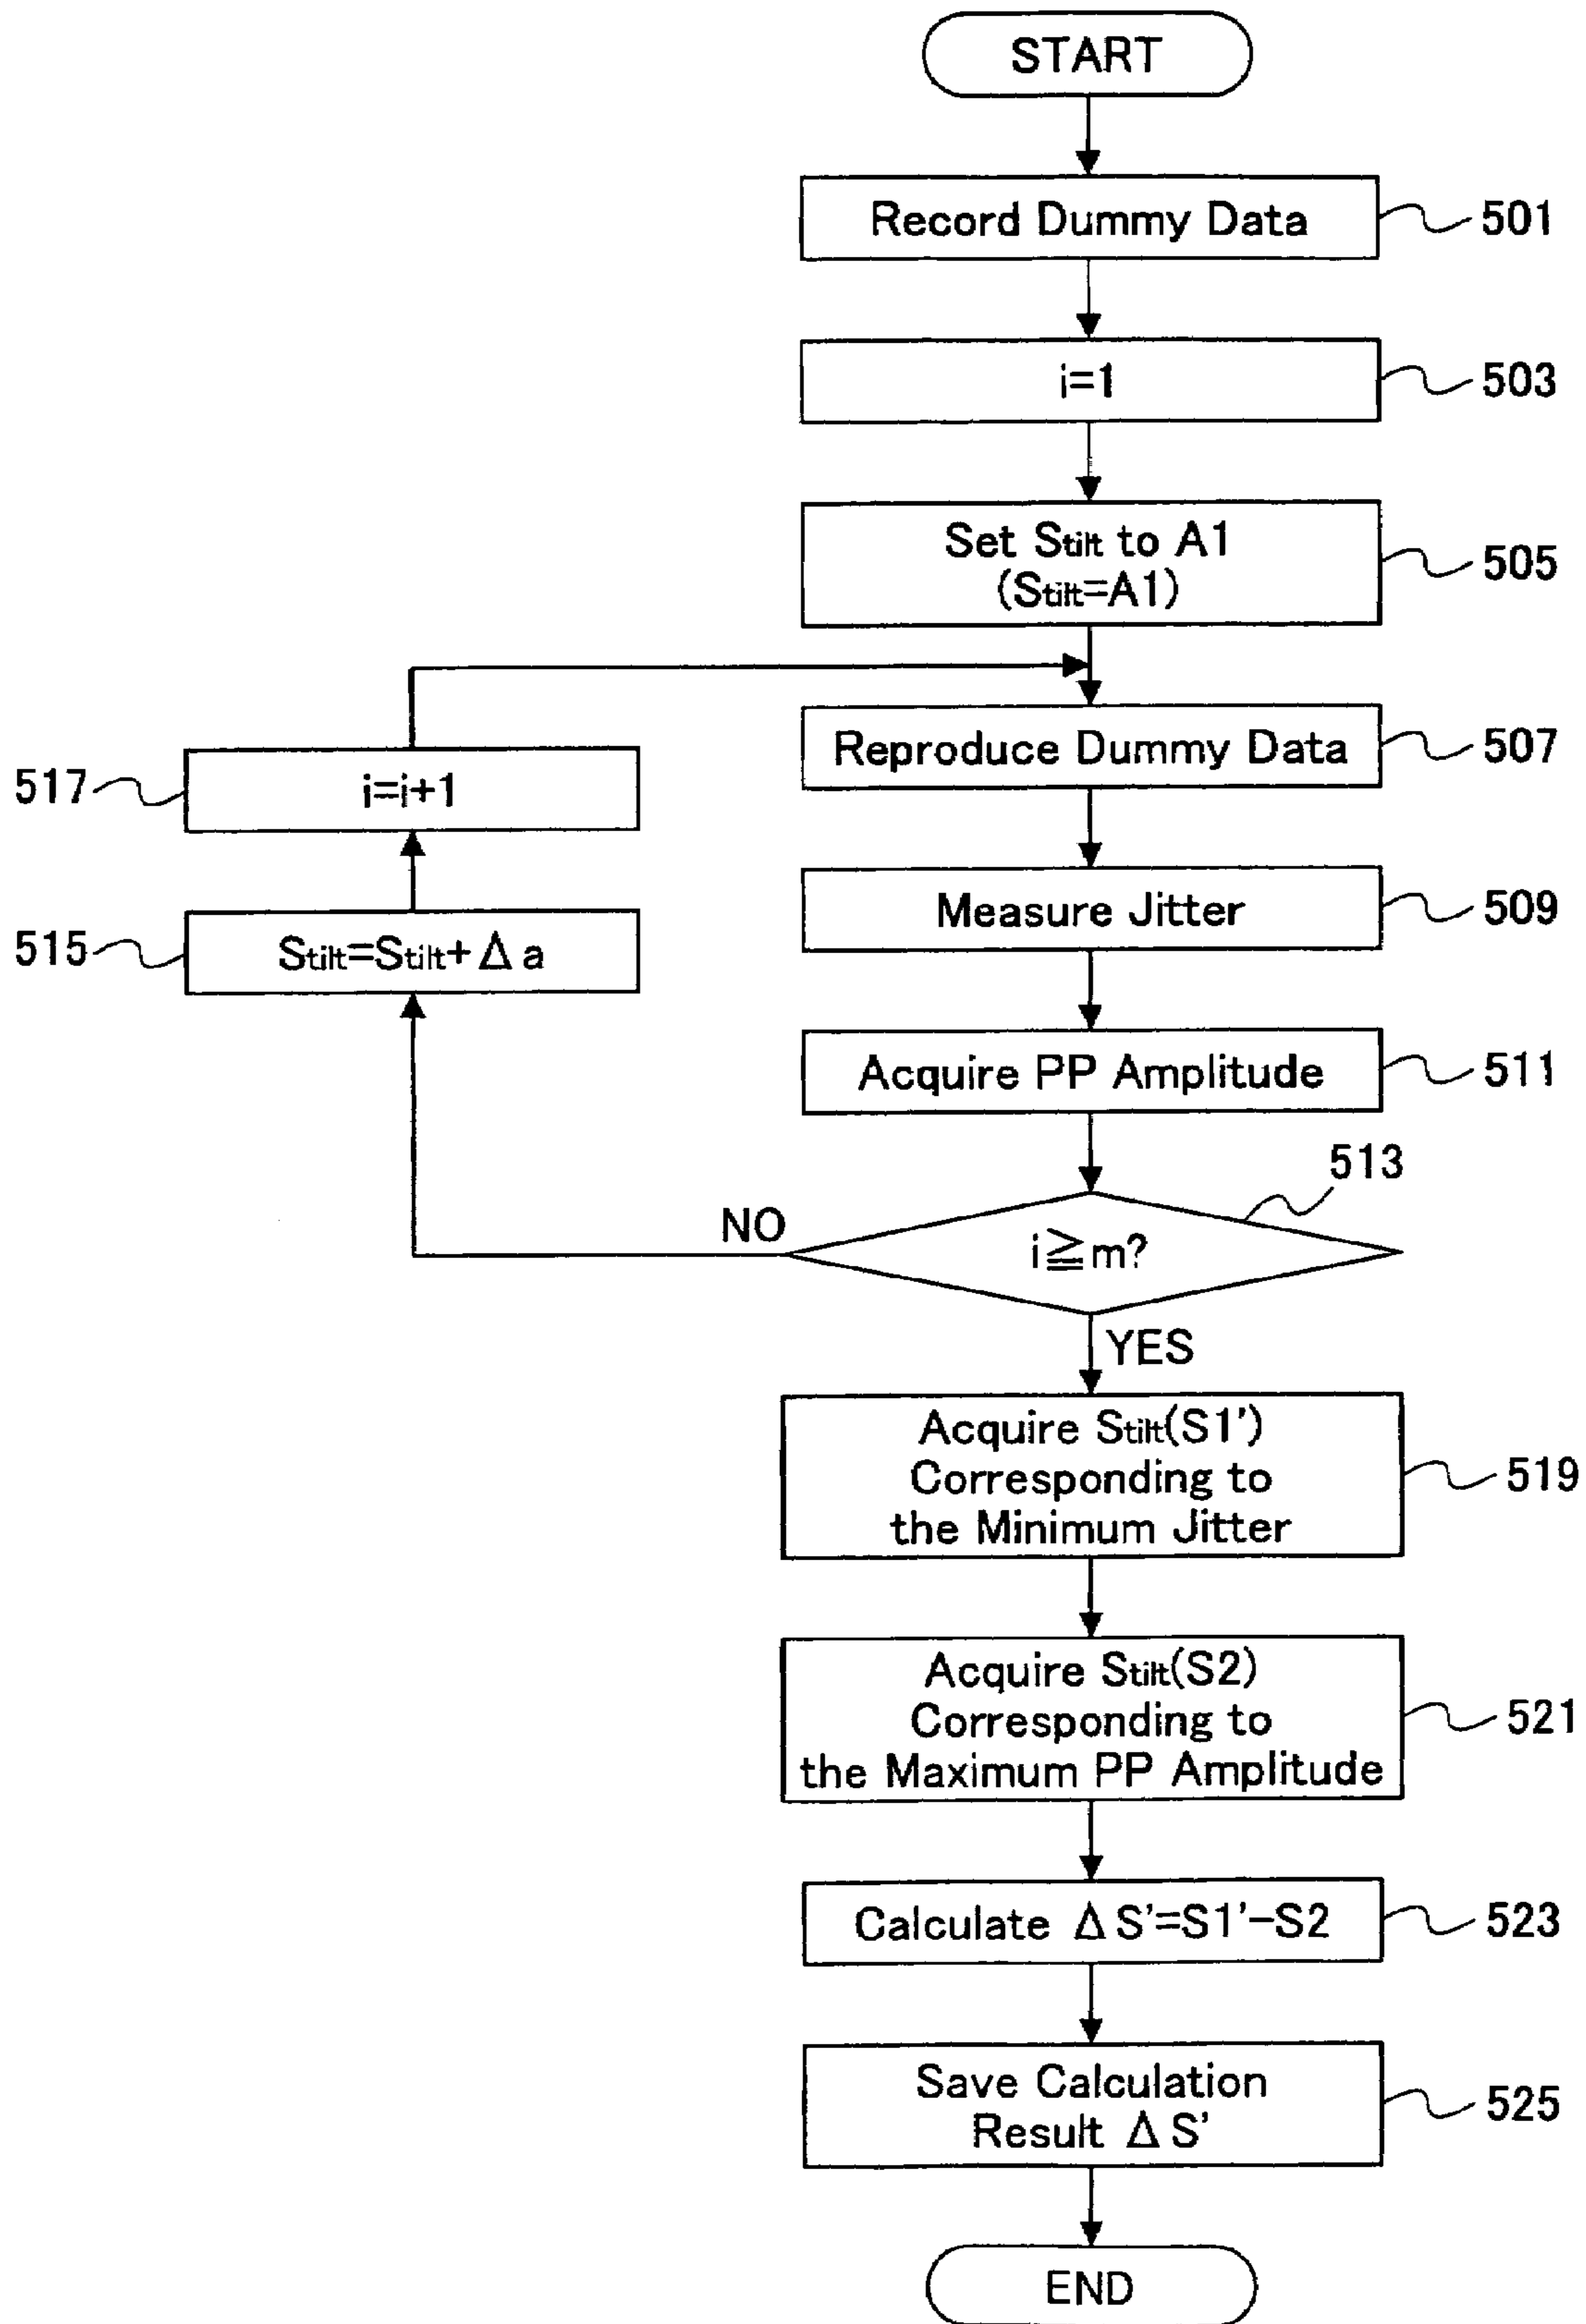 START
Record Dummy Data
501
i=1
503
Set Stilt to A1
(Stilt=A1)
505
Reproduce Dummy Data
507
517
i=i+1
Measure Jitter
509
515
Stilt=Stilt+Δa
Acquire PP Amplitude
511
513
NO
i≧m?
YES
Acquire Stilt(S1')
Corresponding to
the Minimum Jitter
519
Acquire Stilt(S2)
Corresponding to
the Maximum PP Amplitude
521
Calculate ΔS'=S1'-S2
523
Save Calculation
Result ΔS'
525
END